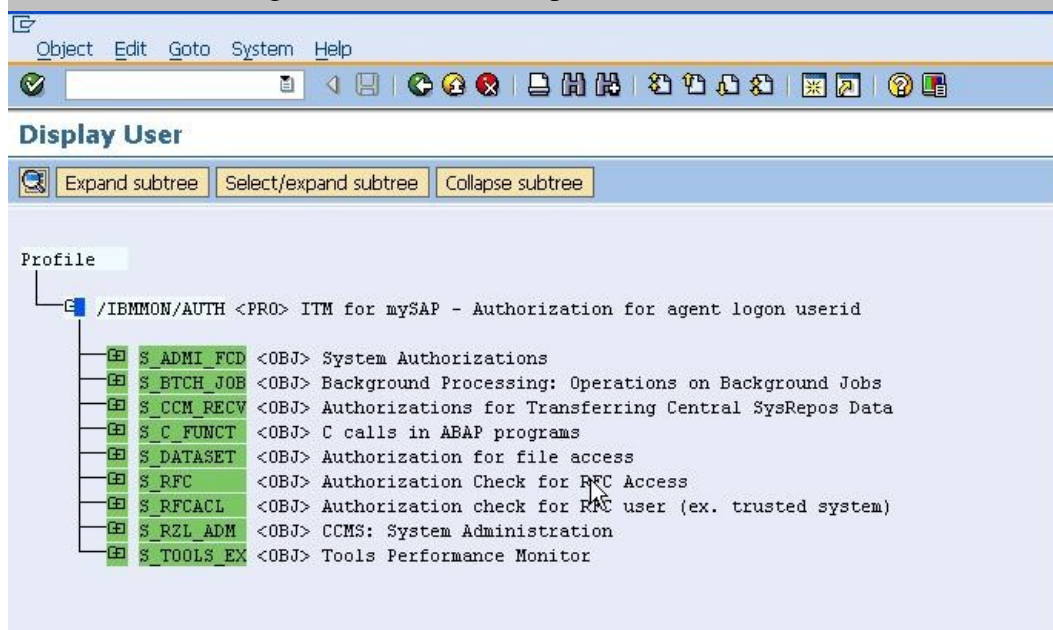 Object Edit Goto System Help
Display User
Expand subtree Select/expand subtree Collapse subtree
Profile
/IBMMON/AUTH <PRO> ITM for mySAP - Authorization for agent logon userid
S_ADMI_FCD <OBJ> System Authorizations
S_BTCH_JOB <OBJ> Background Processing: Operations on Background Jobs
S_CCM_RECV <OBJ> Authorizations for Transferring Central SysRepos Data
S_C_FUNCT <OBJ> C calls in ABAP programs
S_DATASET <OBJ> Authorization for file access
S_RFC <OBJ> Authorization Check for RFC Access
S_RFCACL <OBJ> Authorization check for RFC user (ex. trusted system)
S_RZL_ADM <OBJ> CCMS: System Administration
S_TOOLS_EX <OBJ> Tools Performance Monitor